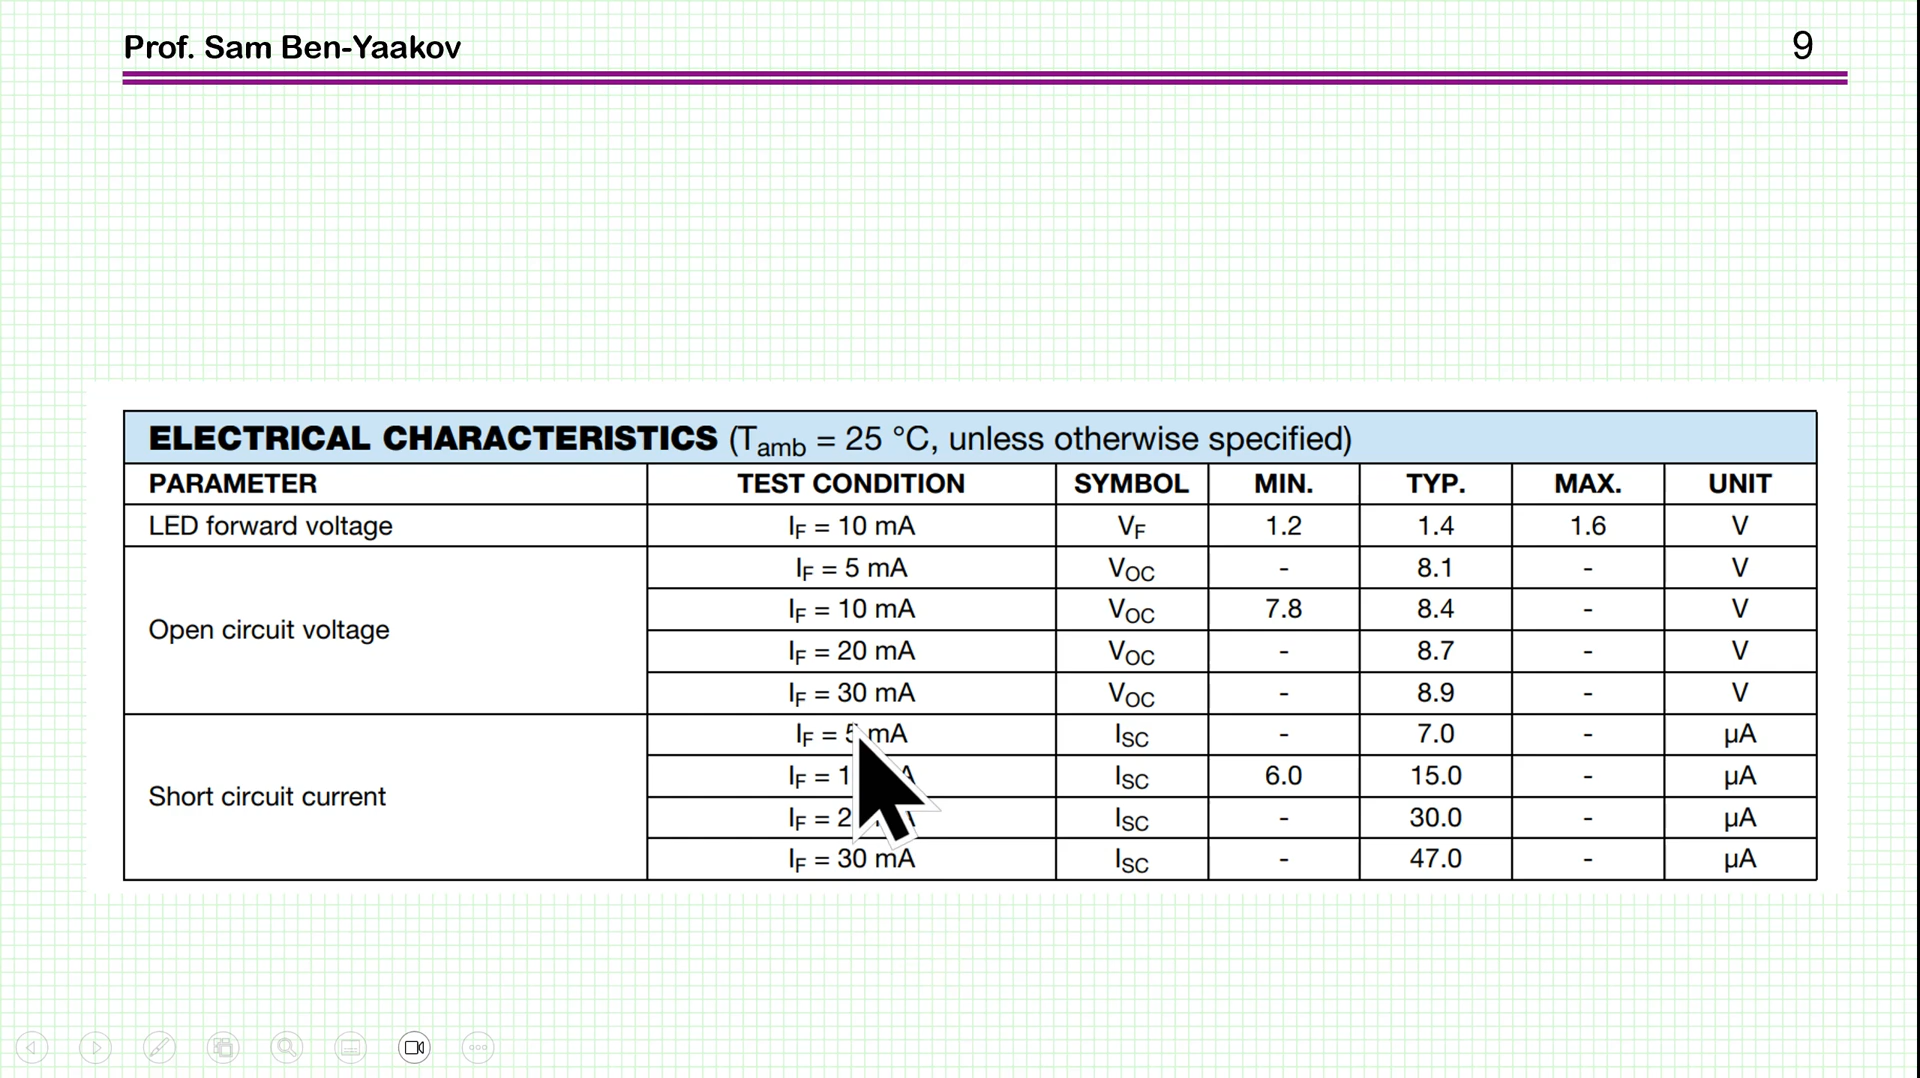 Prof. Sam Ben-Yaakov 9
ELECTRICAL CHARACTERISTICS (Tamb = 25 °C, unless otherwise specified)
PARAMETER TEST CONDITION SYMBOL MIN. TYP. MAX. UNIT
LED forward voltage IF = 10 mA VF 1.2 1.4 1.6 V
IF = 5 mA VOC - 8.1 - V
IF = 10 mA VOC 7.8 8.4 - V
Open circuit voltage
IF = 20 mA VOC - 8.7 - V
IF = 30 mA VOC - 8.9 - V
IF = 5 mA ISC - 7.0 - µA
IF = 1 A ISC 6.0 15.0 - µA
Short circuit current
IF = 2 ISC - 30.0 - µA
IF = 30 mA ISC - 47.0 - µA